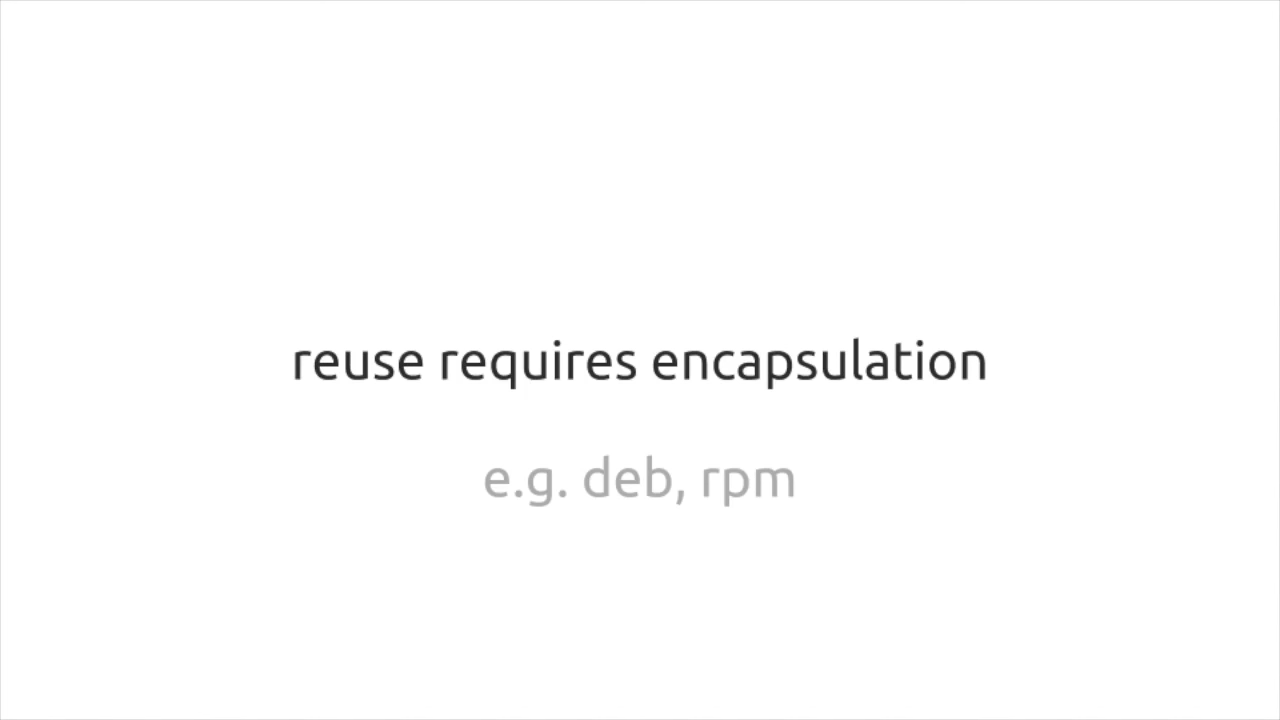 reuse requires encapsulation
e.g. deb, rpm